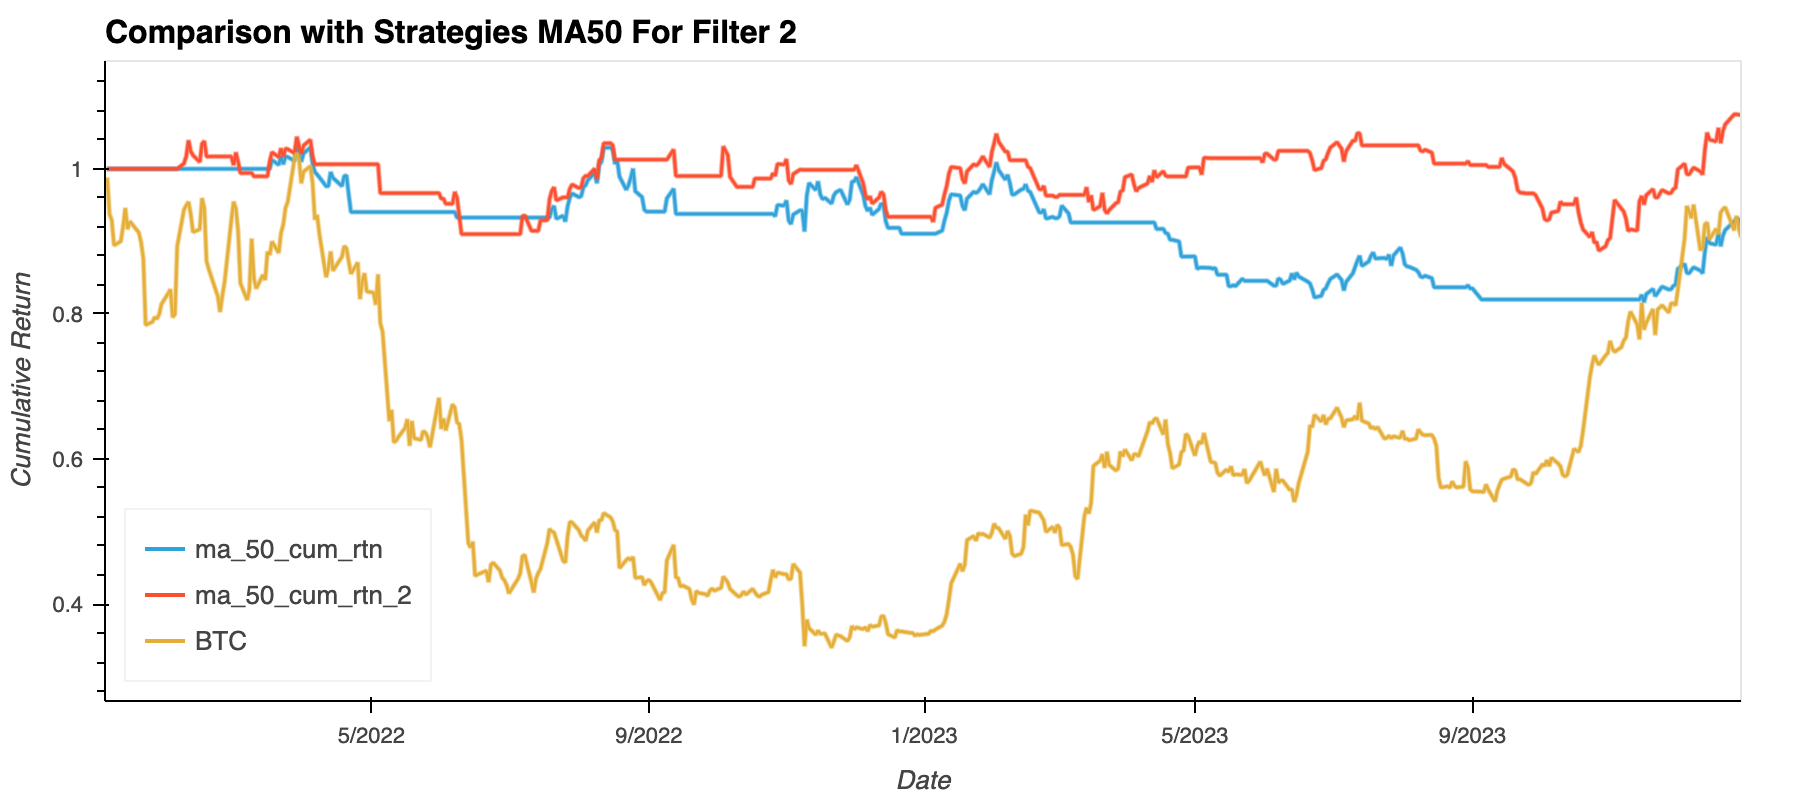 Comparison with Strategies MA50 For Filter 2
Cumulative Return
1
0.8
0.6
0.4
ma_50_cum_rtn
ma_50_cum_rtn_2
BTC
5/2022
9/2022
1/2023
5/2023
9/2023
Date